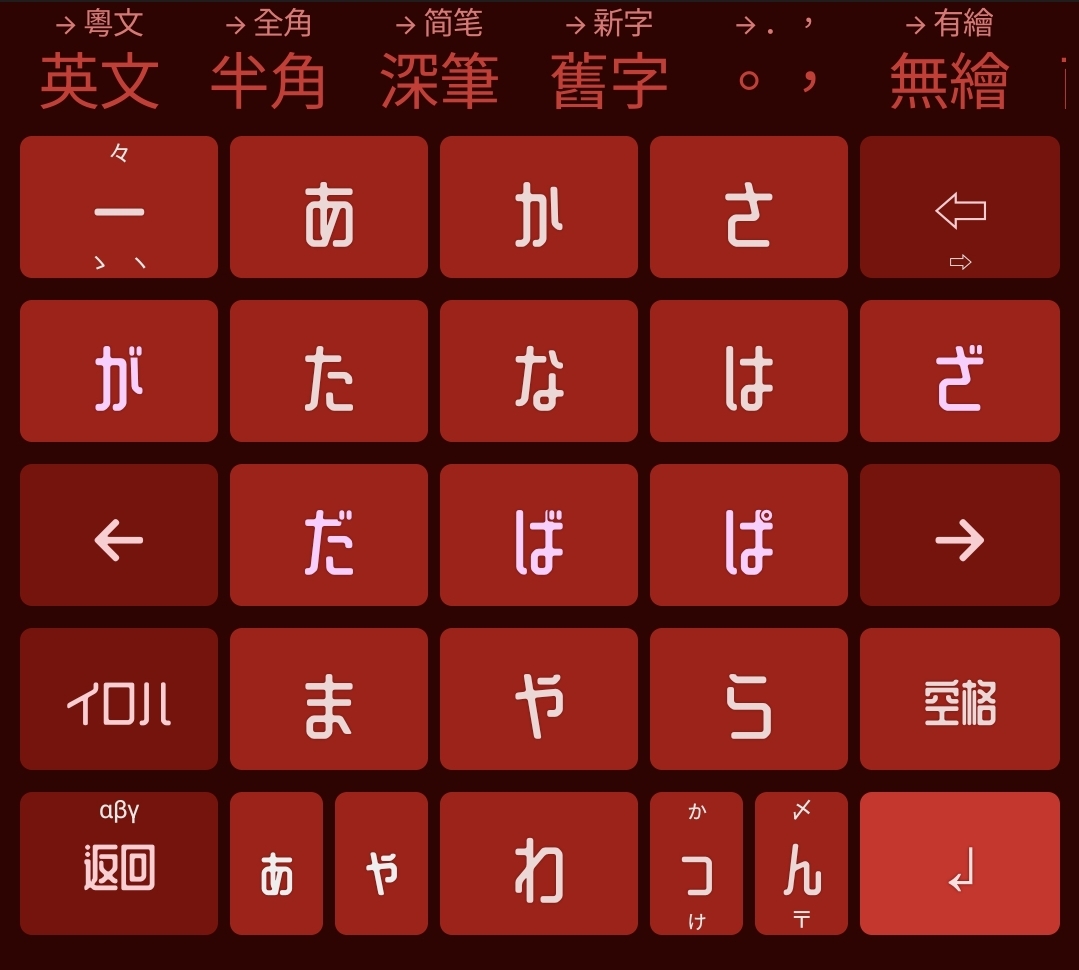 → 粵文 → 全角 → 简笔 → 新字 → . , → 有繪
英文 半角 深筆 舊字 。 , 無繪
々
ー あ か さ ⇦
ゝ ヽ ⇨
が た な は ざ
← だ ば ぱ →
イロハ ま や ら 空格
αβγ か 〆
返回 ぁ ゃ わ っ ん ↲
け 〒